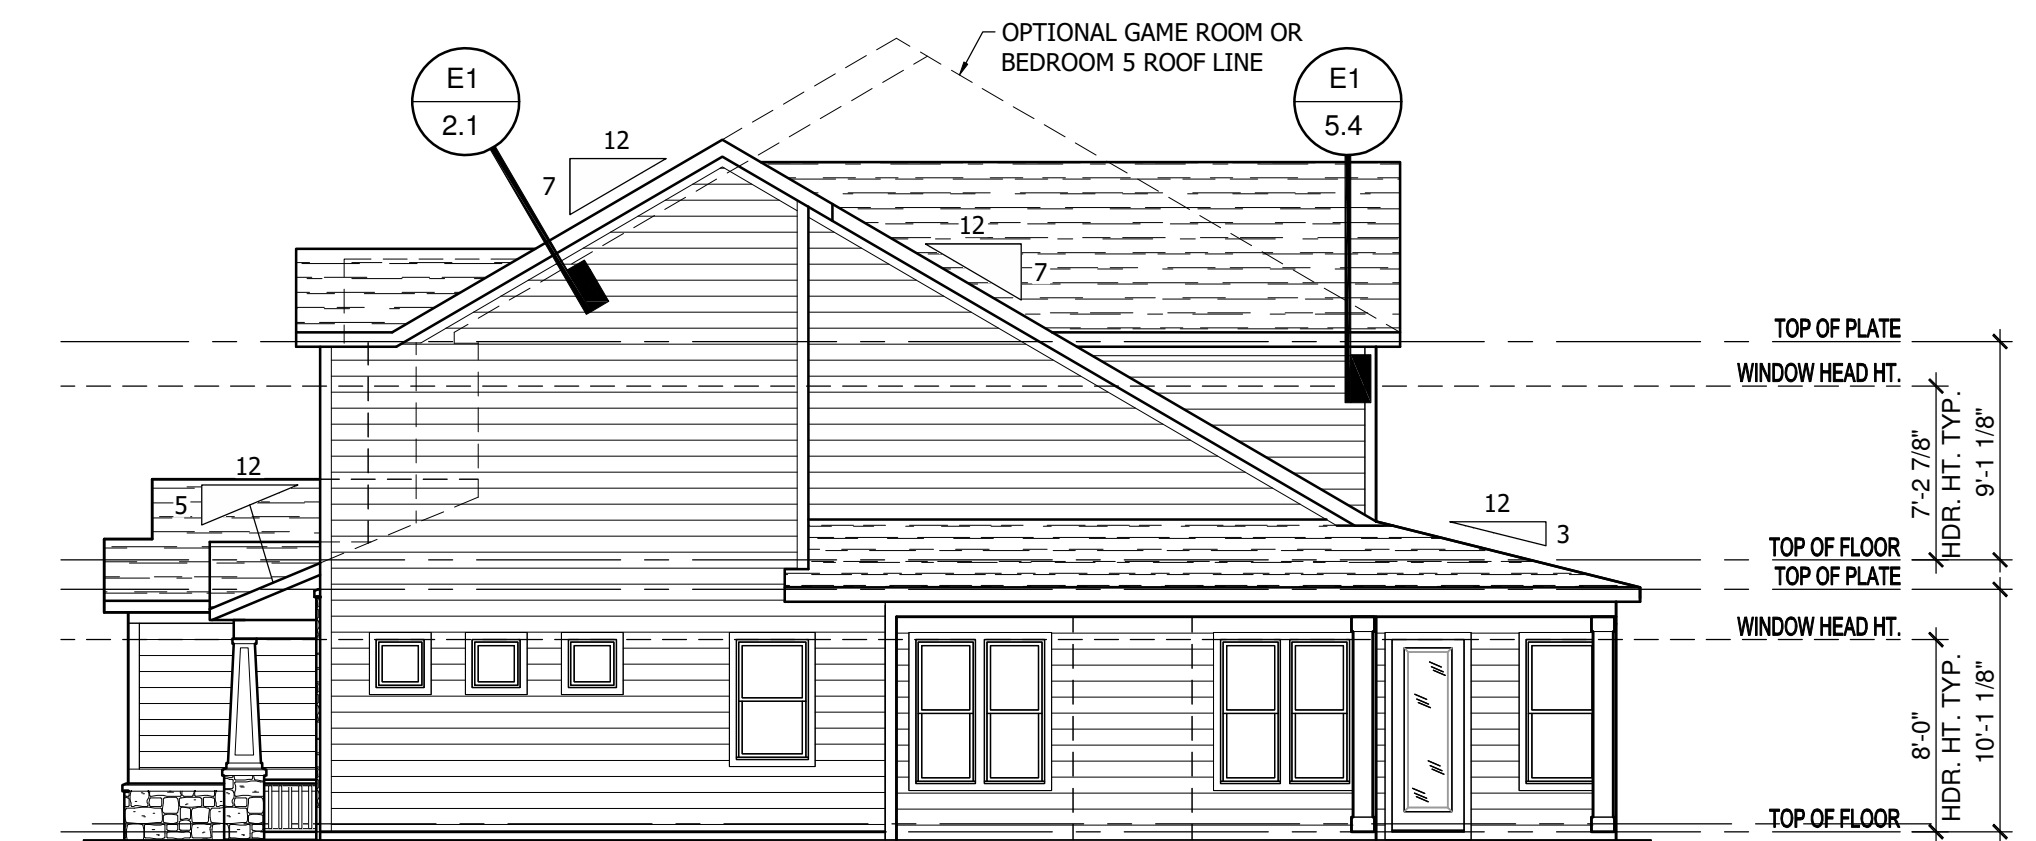 OPTIONAL GAME ROOM OR
BEDROOM 5 ROOF LINE
E1
2.1
E1
5.4
12
7
12
7
12
5
12
3
TOP OF PLATE
WINDOW HEAD HT.
TOP OF FLOOR
TOP OF PLATE
WINDOW HEAD HT.
TOP OF FLOOR
7'-2 7/8"
HDR. HT. TYP.
9'-1 1/8"
8'-0"
HDR. HT. TYP.
10'-1 1/8"